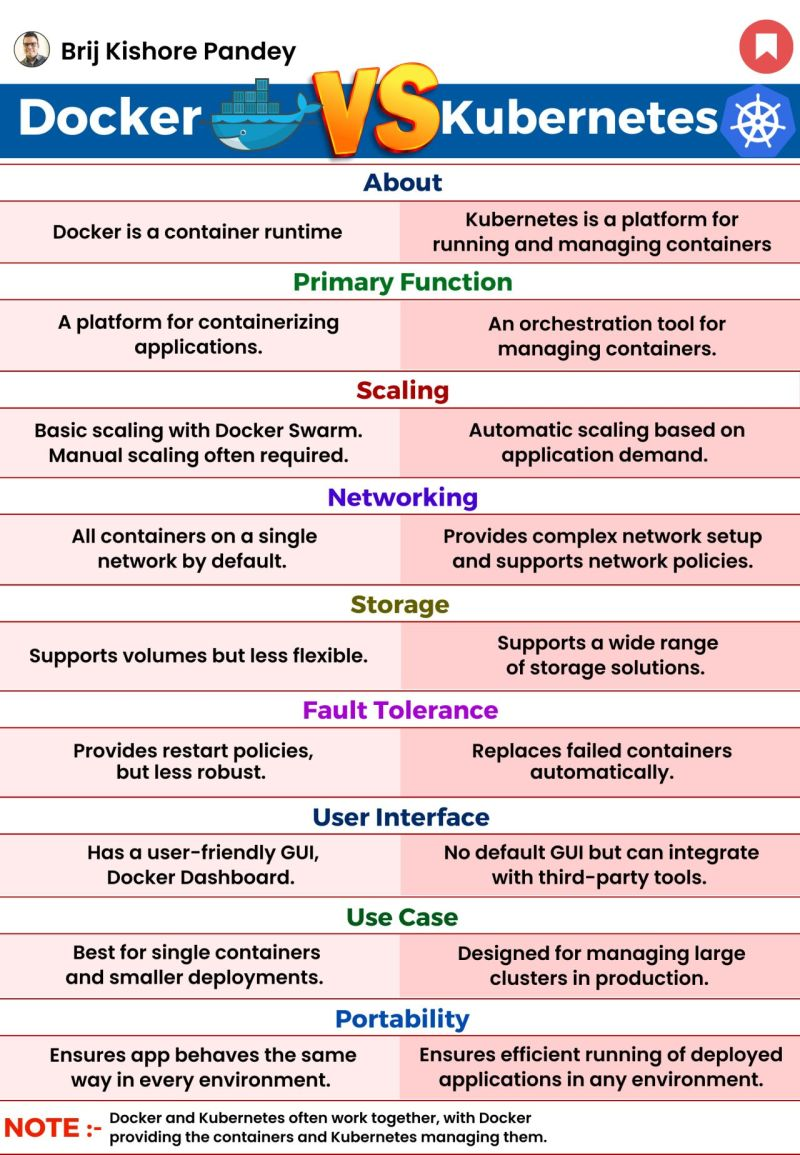 Brij Kishore Pandey
Docker VS Kubernetes
About
Docker is a container runtime
Kubernetes is a platform for
running and managing containers
Primary Function
A platform for containerizing
applications.
An orchestration tool for
managing containers.
Scaling
Basic scaling with Docker Swarm.
Manual scaling often required.
Automatic scaling based on
application demand.
Networking
All containers on a single
network by default.
Provides complex network setup
and supports network policies.
Storage
Supports volumes but less flexible.
Supports a wide range
of storage solutions.
Fault Tolerance
Provides restart policies,
but less robust.
Replaces failed containers
automatically.
User Interface
Has a user-friendly GUI,
Docker Dashboard.
No default GUI but can integrate
with third-party tools.
Use Case
Best for single containers
and smaller deployments.
Designed for managing large
clusters in production.
Portability
Ensures app behaves the same
way in every environment.
Ensures efficient running of deployed
applications in any environment.
NOTE :- Docker and Kubernetes often work together, with Docker
providing the containers and Kubernetes managing them.